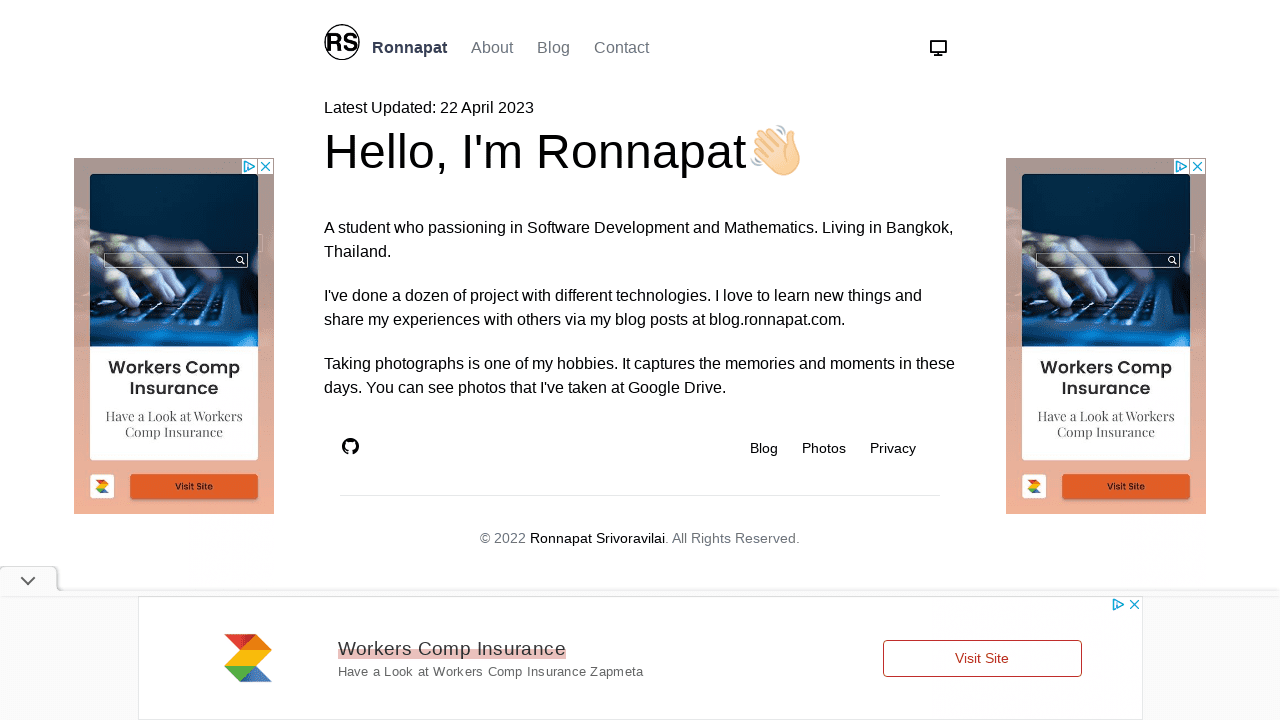 RS
Ronnapat About Blog Contact
Latest Updated: 22 April 2023
Hello, I'm Ronnapat
A student who passioning in Software Development and Mathematics. Living in Bangkok,
Thailand.
I've done a dozen of project with different technologies. I love to learn new things and
share my experiences with others via my blog posts at blog.ronnapat.com.
Taking photographs is one of my hobbies. It captures the memories and moments in these
days. You can see photos that I've taken at Google Drive.
Blog Photos Privacy
© 2022 Ronnapat Srivoravilai. All Rights Reserved.
Workers Comp
Insurance
Have a Look at Workers
Comp Insurance
Visit Site
Workers Comp
Insurance
Have a Look at Workers
Comp Insurance
Visit Site
Workers Comp Insurance
Have a Look at Workers Comp Insurance Zapmeta
Visit Site